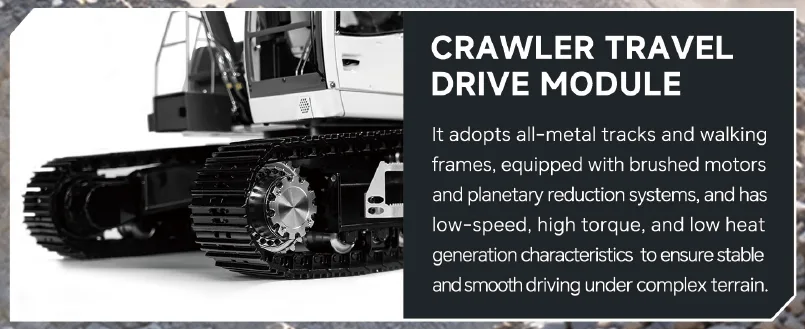 CRAWLER TRAVEL
DRIVE MODULE
It adopts all-metal tracks and walking
frames, equipped with brushed motors
and planetary reduction systems, and has
low-speed, high torque, and low heat
generation characteristics to ensure stable
and smooth driving under complex terrain.